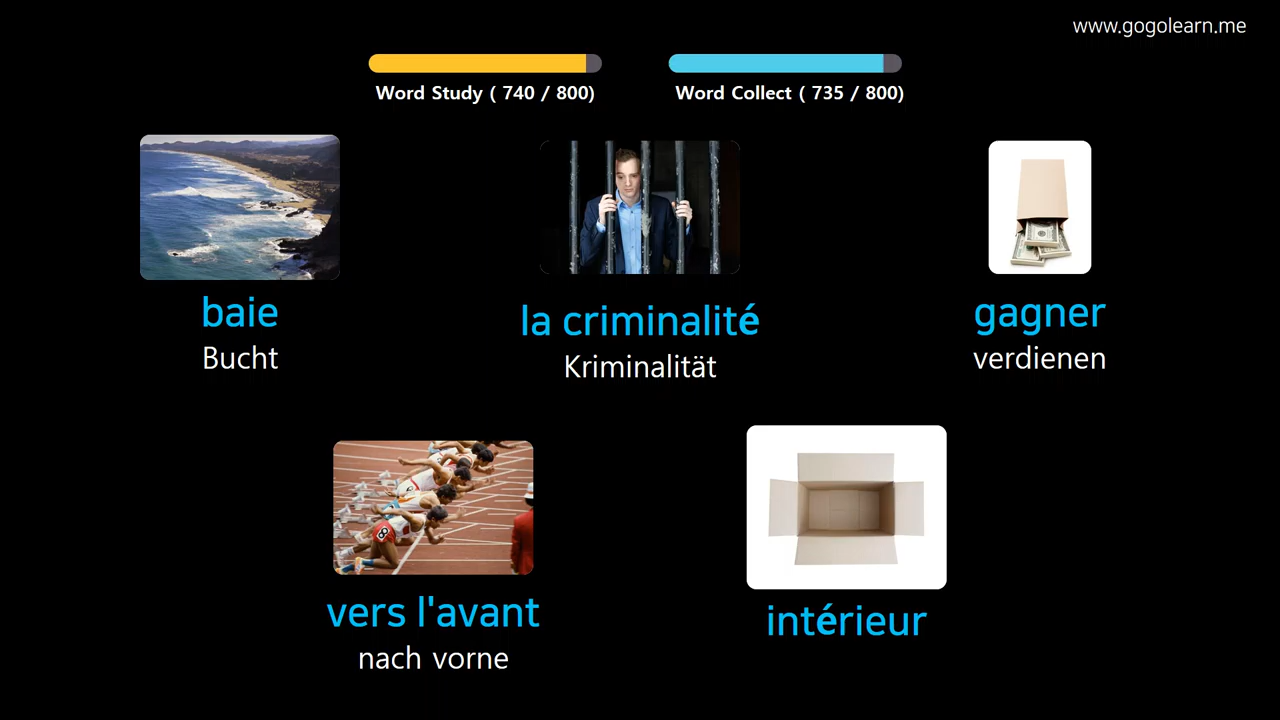 www.gogolearn.me
Word Study ( 740 / 800)
Word Collect ( 735 / 800)
baie
Bucht
la criminalité
Kriminalität
gagner
verdienen
vers l'avant
nach vorne
intérieur